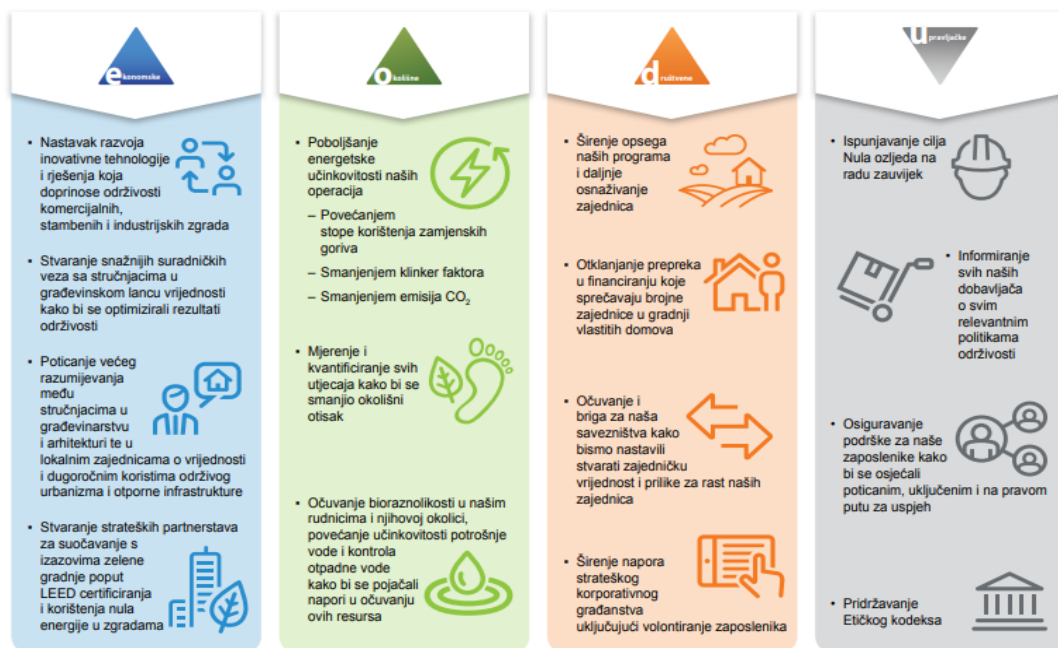 ekonomske
okolišne
društvene
upravljačke
• Nastavak razvoja
inovativne tehnologije
i rješenja koja
doprinose održivosti
komercijalnih,
stambenih i industrijskih zgrada
• Stvaranje snažnijih suradničkih
veza sa stručnjacima u
građevinskom lancu vrijednosti
kako bi se optimizirali rezultati
održivosti
• Poticanje većeg
razumijevanja
među
stručnjacima u
građevinarstvu
i arhitekturi te u
lokalnim zajednicama o vrijednosti
i dugoročnim koristima održivog
urbanizma i otporne infrastrukture
• Stvaranje strateških partnerstava
za suočavanje s
izazovima zelene
gradnje poput
LEED certificiranja
i korištenja nula
energije u zgradama
• Poboljšanje
energetske
učinkovitosti naših
operacija
– Povećanjem
stope korištenja zamjenskih
goriva
– Smanjenjem klinker faktora
– Smanjenjem emisija CO₂
• Mjerenje i
kvantificiranje svih
utjecaja kako bi se
smanjio okolišni
otisak
• Očuvanje bioraznolikosti u našim
rudnicima i njihovoj okolici,
povećanje učinkovitosti potrošnje
vode i kontrola
otpadne vode
kako bi se pojačali
napori u očuvanju
ovih resursa
• Širenje opsega
naših programa
i daljnje
osnaživanje
zajednica
• Otklanjanje prepreka
u financiranju koje
sprečavaju brojne
zajednice u gradnji
vlastitih domova
• Očuvanje i
briga za naša
savezništva kako
bismo nastavili
stvarati zajedničku
vrijednost i prilike za rast naših
zajednica
• Širenje napora
strateškog
korporativnog
građanstva
uključujući volontiranje zaposlenika
• Ispunjavanje cilja
Nula ozljeda na
radu zauvijek
• Informiranje
svih naših
dobavljača
o svim
relevantnim
politikama
održivosti
• Osiguravanje
podrške za naše
zaposlenike kako
bi se osjećali
poticanim, uključenim i na pravom
putu za uspjeh
• Pridržavanje
Etičkog kodeksa